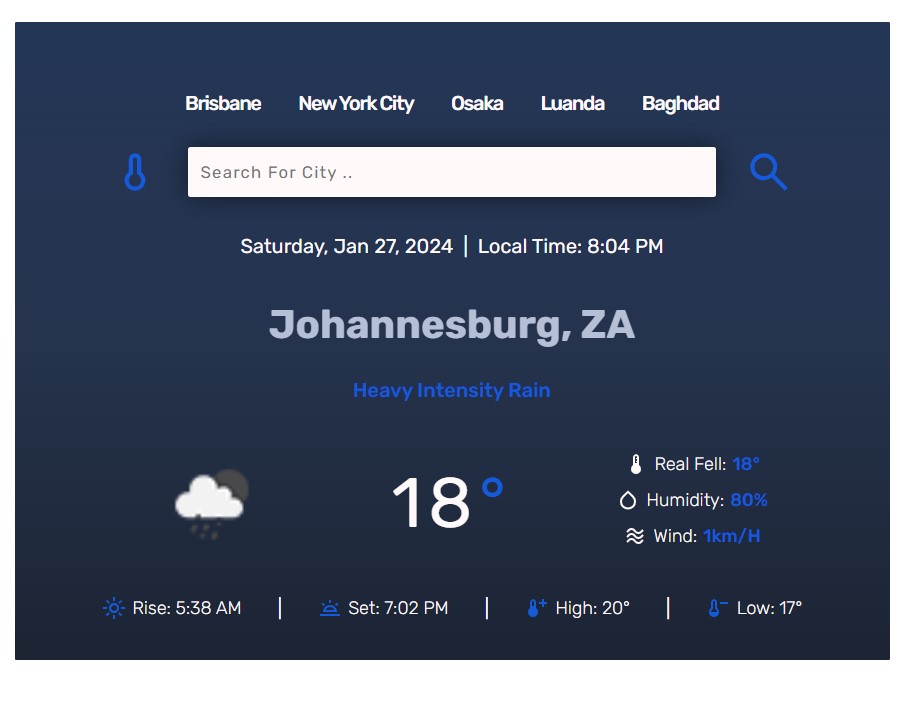 Brisbane New York City Osaka Luanda Baghdad
Search For City ..
Saturday, Jan 27, 2024 | Local Time: 8:04 PM
Johannesburg, ZA
Heavy Intensity Rain
18°
Real Fell: 18°
Humidity: 80%
Wind: 1km/H
Rise: 5:38 AM | Set: 7:02 PM | High: 20° | Low: 17°